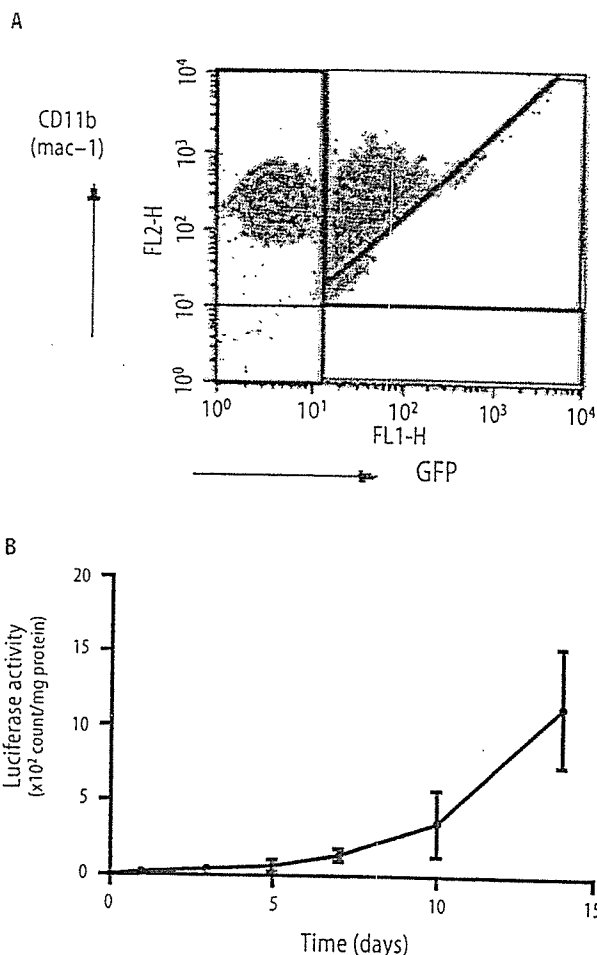 A
CD11b
(mac-1)
FL2-H
10⁴
10³
10²
10¹
10⁰
10⁰ 10¹ 10² 10³ 10⁴
FL1-H
GFP
B
Luciferase activity
(x10² count/mg protein)
20
15
10
5
0
0 5 10 15
Time (days)